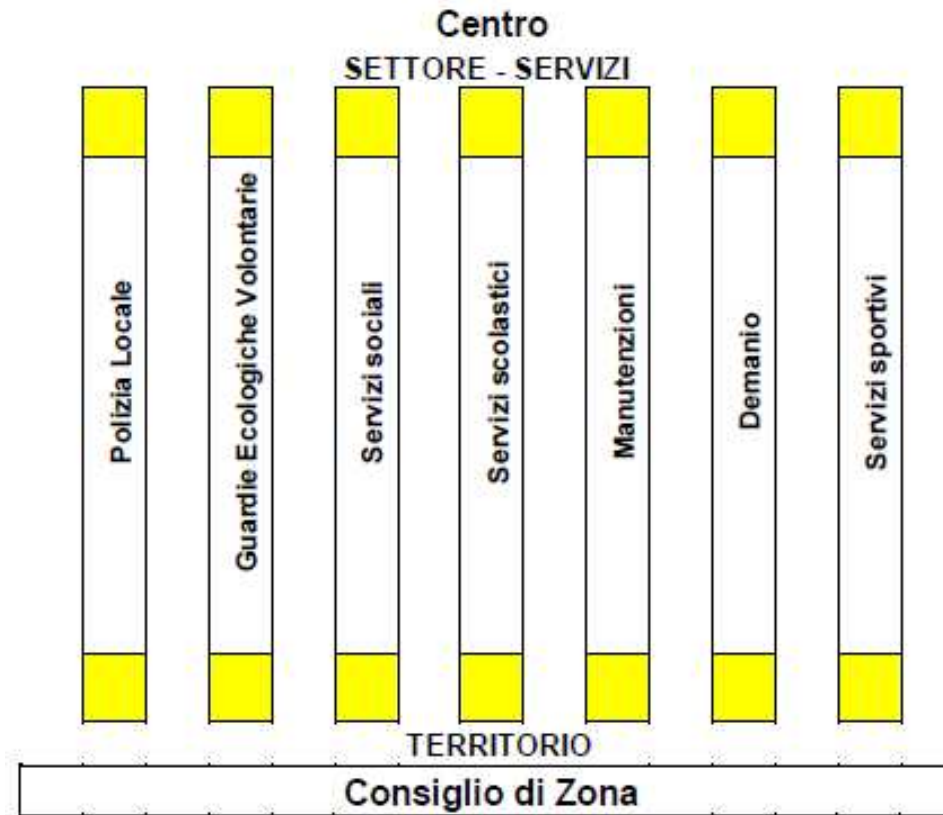 Centro
SETTORE - SERVIZI
Polizia Locale
Guardie Ecologiche Volontarie
Servizi sociali
Servizi scolastici
Manutenzioni
Demanio
Servizi sportivi
TERRITORIO
Consiglio di Zona